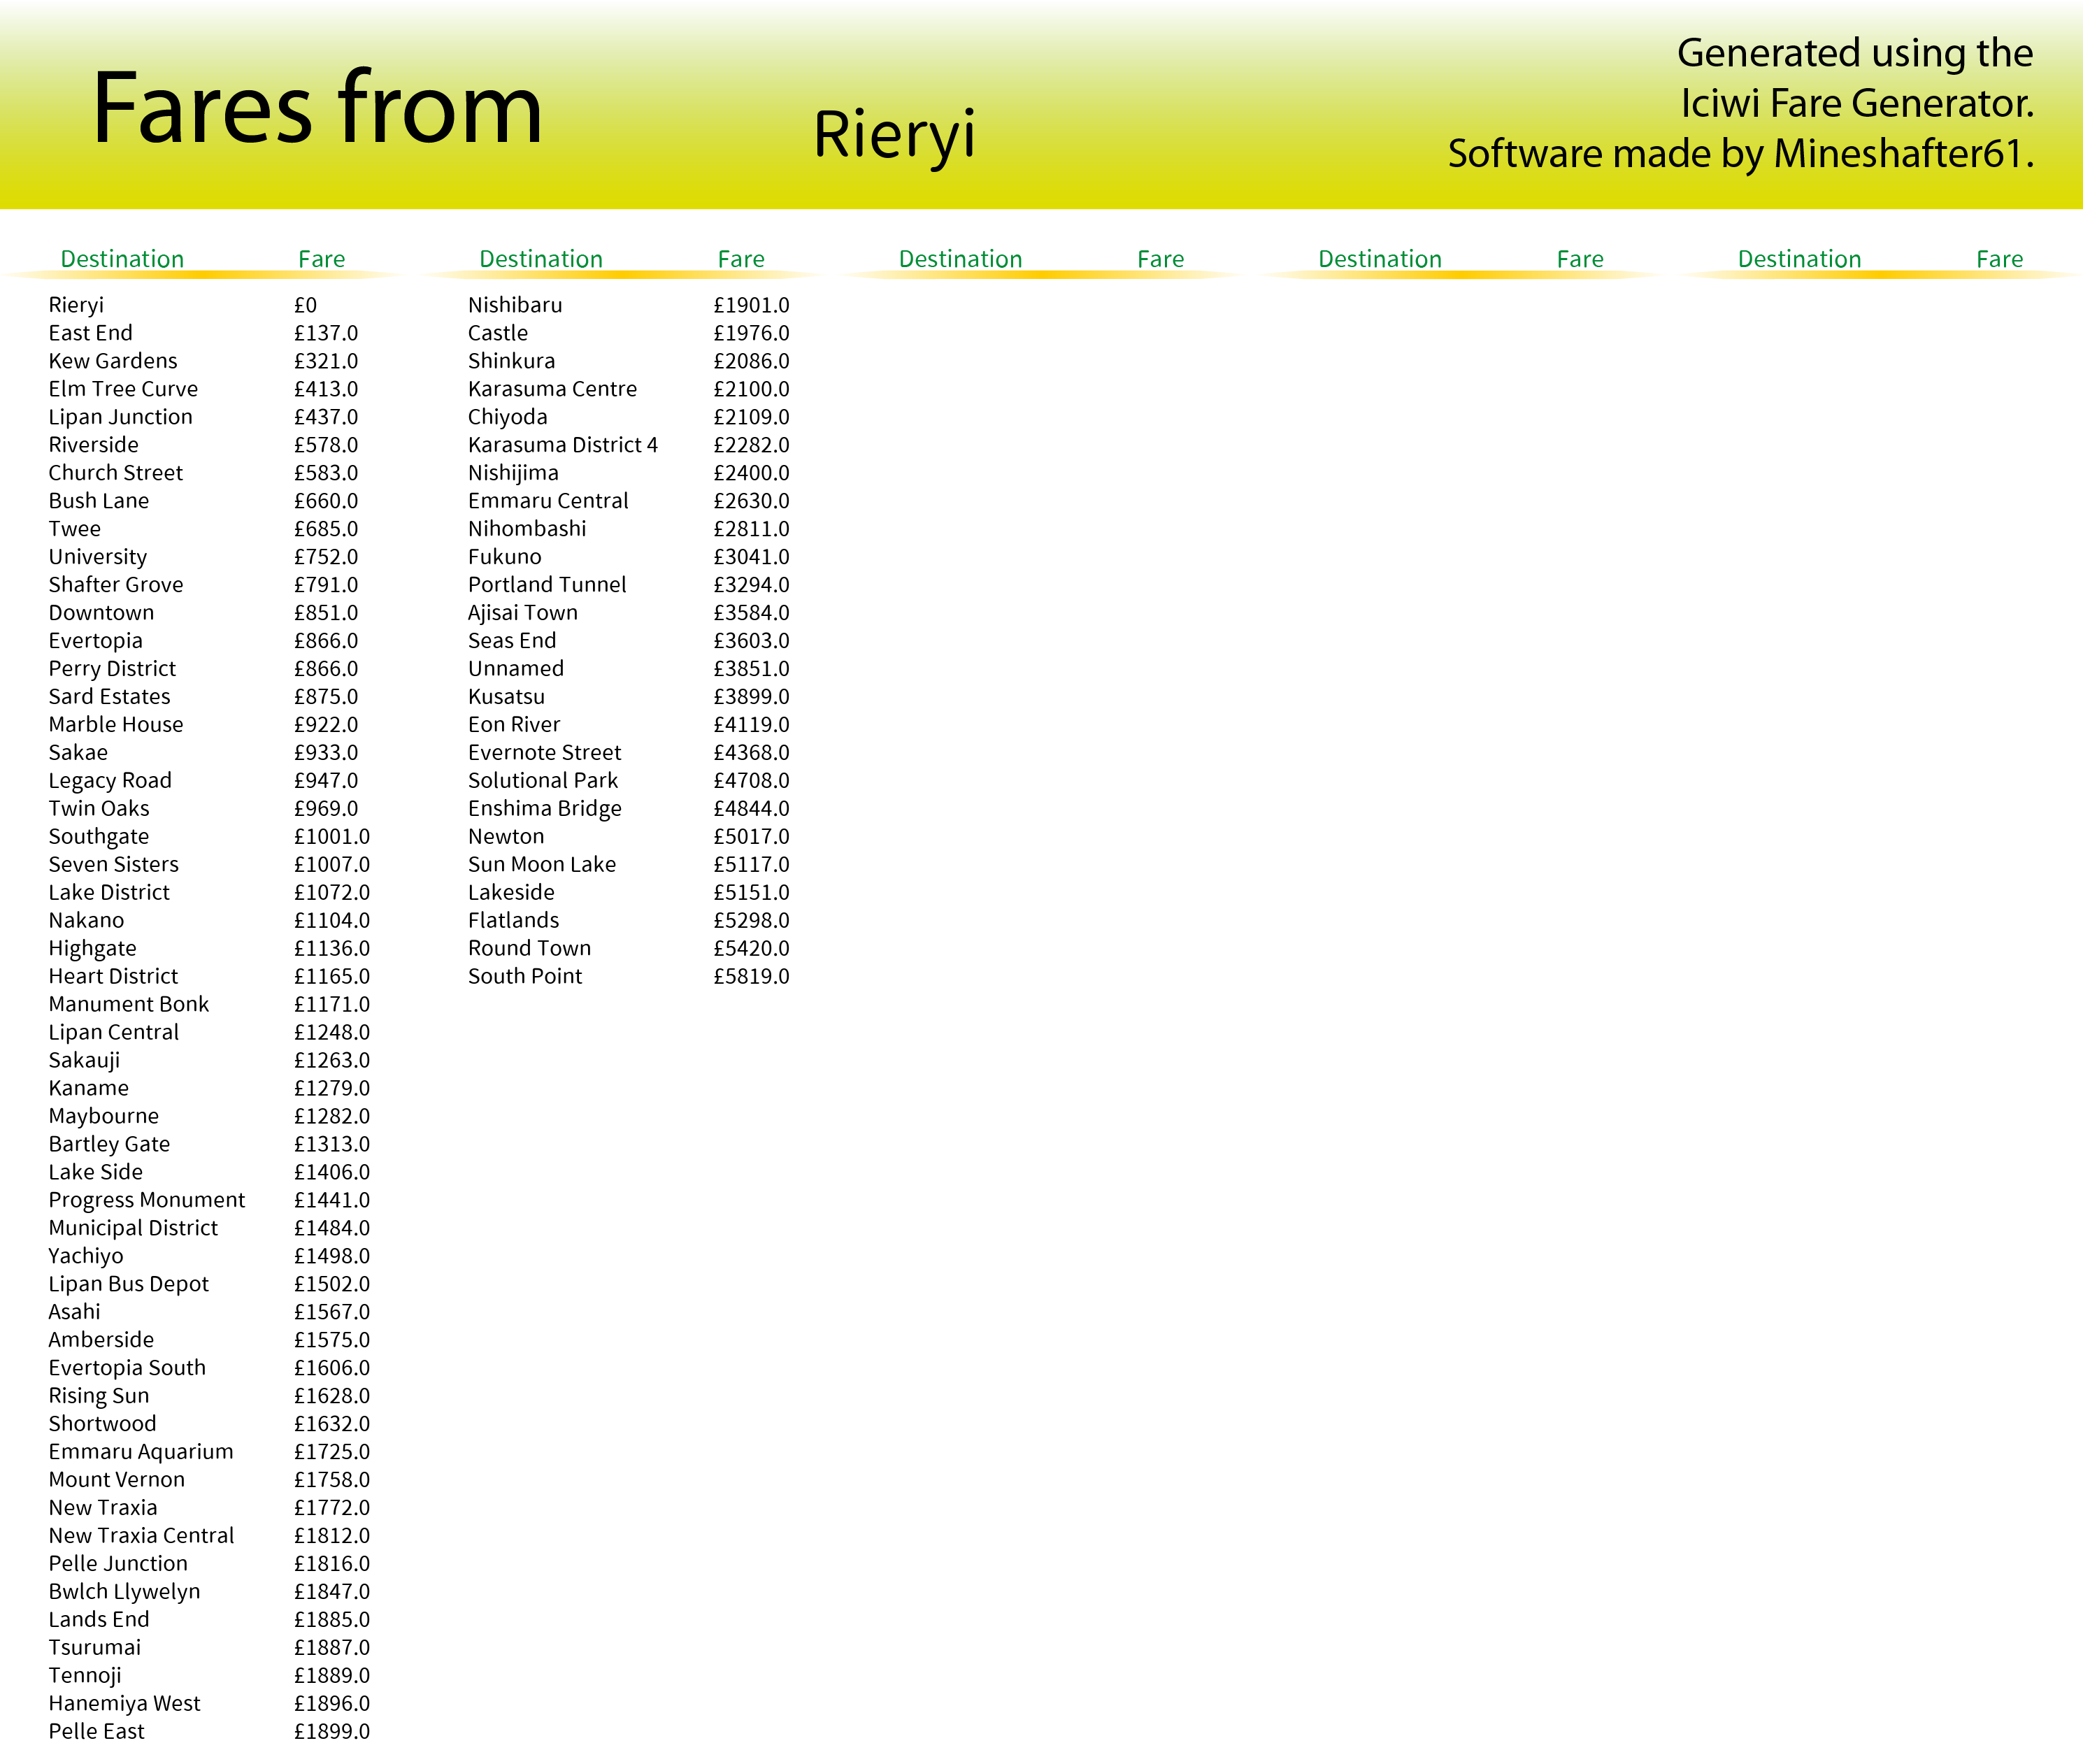 Fares from
Rieryi
Generated using the
Iciwi Fare Generator.
Software made by Mineshafter61.
Destination Fare
Rieryi £0
East End £137.0
Kew Gardens £321.0
Elm Tree Curve £413.0
Lipan Junction £437.0
Riverside £578.0
Church Street £583.0
Bush Lane £660.0
Twee £685.0
University £752.0
Shafter Grove £791.0
Downtown £851.0
Evertopia £866.0
Perry District £866.0
Sard Estates £875.0
Marble House £922.0
Sakae £933.0
Legacy Road £947.0
Twin Oaks £969.0
Southgate £1001.0
Seven Sisters £1007.0
Lake District £1072.0
Nakano £1104.0
Highgate £1136.0
Heart District £1165.0
Manument Bonk £1171.0
Lipan Central £1248.0
Sakauji £1263.0
Kaname £1279.0
Maybourne £1282.0
Bartley Gate £1313.0
Lake Side £1406.0
Progress Monument £1441.0
Municipal District £1484.0
Yachiyo £1498.0
Lipan Bus Depot £1502.0
Asahi £1567.0
Amberside £1575.0
Evertopia South £1606.0
Rising Sun £1628.0
Shortwood £1632.0
Emmaru Aquarium £1725.0
Mount Vernon £1758.0
New Traxia £1772.0
New Traxia Central £1812.0
Pelle Junction £1816.0
Bwlch Llywelyn £1847.0
Lands End £1885.0
Tsurumai £1887.0
Tennoji £1889.0
Hanemiya West £1896.0
Pelle East £1899.0
Destination Fare
Nishibaru £1901.0
Castle £1976.0
Shinkura £2086.0
Karasuma Centre £2100.0
Chiyoda £2109.0
Karasuma District 4 £2282.0
Nishijima £2400.0
Emmaru Central £2630.0
Nihombashi £2811.0
Fukuno £3041.0
Portland Tunnel £3294.0
Ajisai Town £3584.0
Seas End £3603.0
Unnamed £3851.0
Kusatsu £3899.0
Eon River £4119.0
Evernote Street £4368.0
Solutional Park £4708.0
Enshima Bridge £4844.0
Newton £5017.0
Sun Moon Lake £5117.0
Lakeside £5151.0
Flatlands £5298.0
Round Town £5420.0
South Point £5819.0
Destination Fare
Destination Fare
Destination Fare